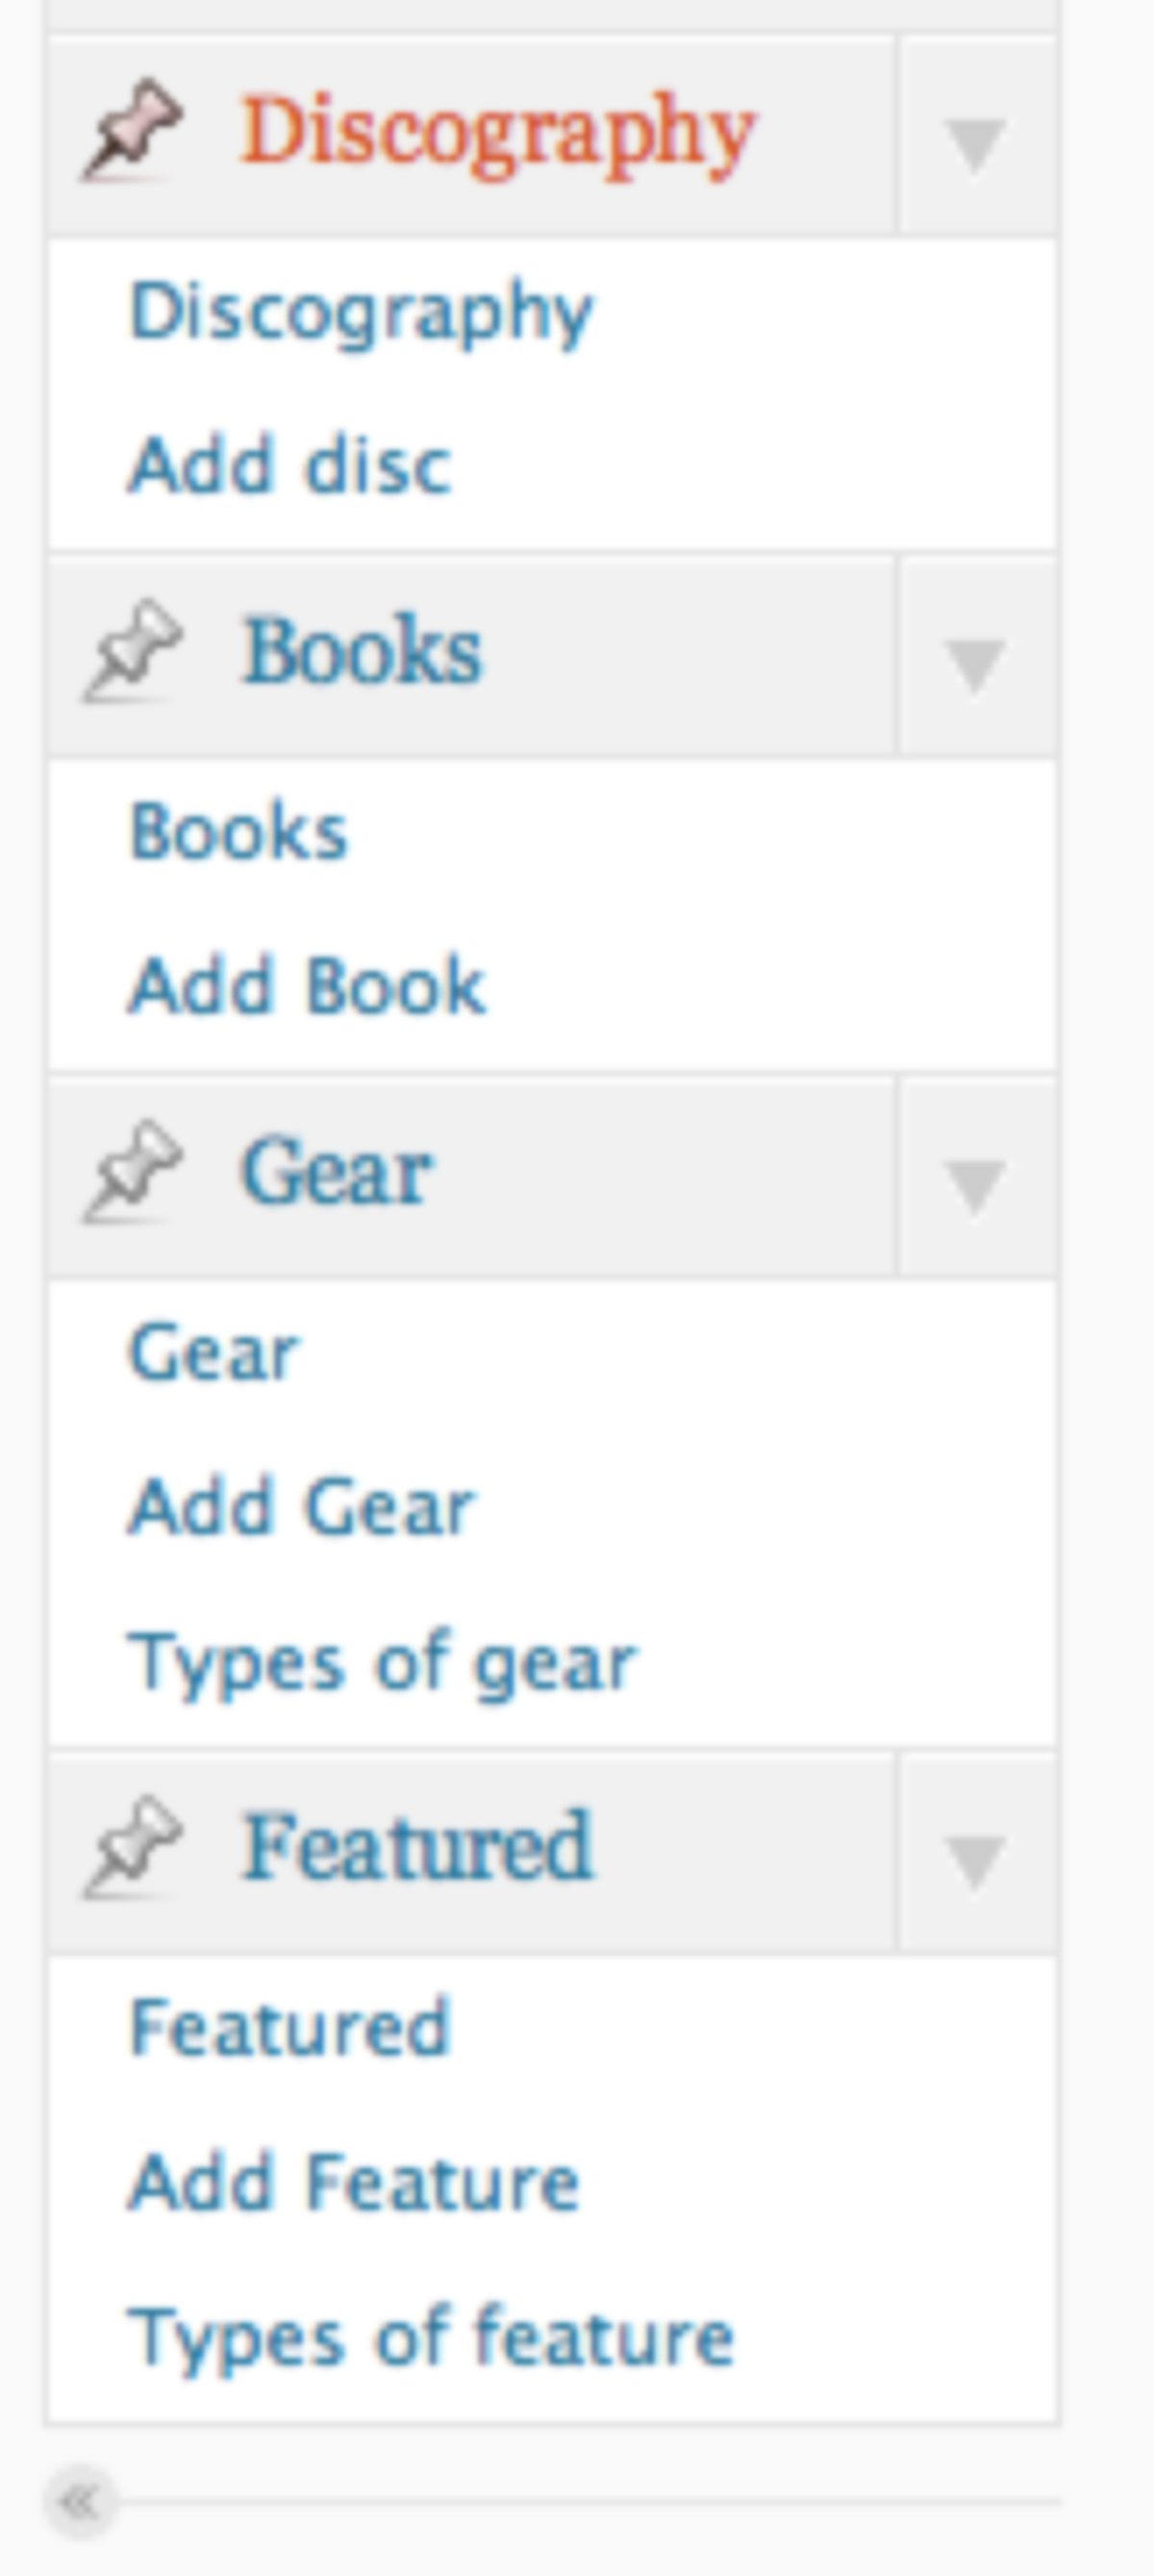 Discography
Discography
Add disc
Books
Books
Add Book
Gear
Gear
Add Gear
Types of gear
Featured
Featured
Add Feature
Types of feature
«